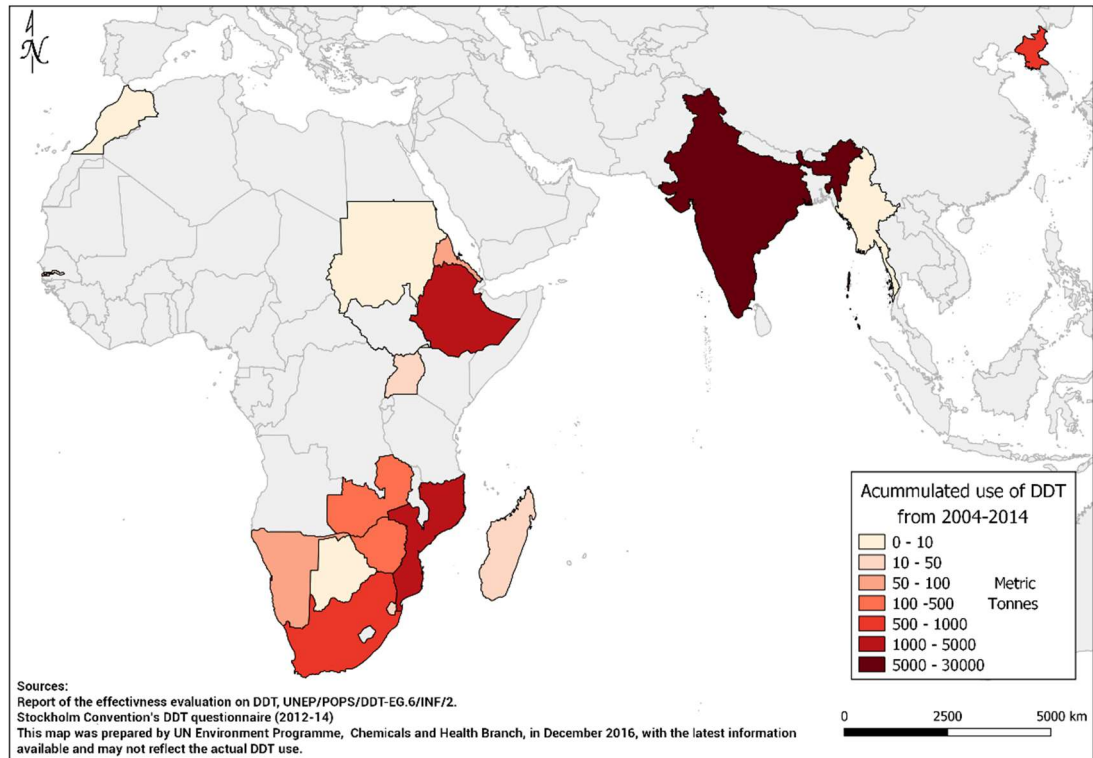 N
Acummulated use of DDT
from 2004-2014
0 - 10
10 - 50
50 - 100
100 -500
500 - 1000
1000 - 5000
5000 - 30000
Metric
Tonnes
Sources:
Report of the effectivness evaluation on DDT, UNEP/POPS/DDT-EG.6/INF/2.
Stockholm Convention's DDT questionnaire (2012-14)
This map was prepared by UN Environment Programme, Chemicals and Health Branch, in December 2016, with the latest information
available and may not reflect the actual DDT use.
0 2500 5000 km